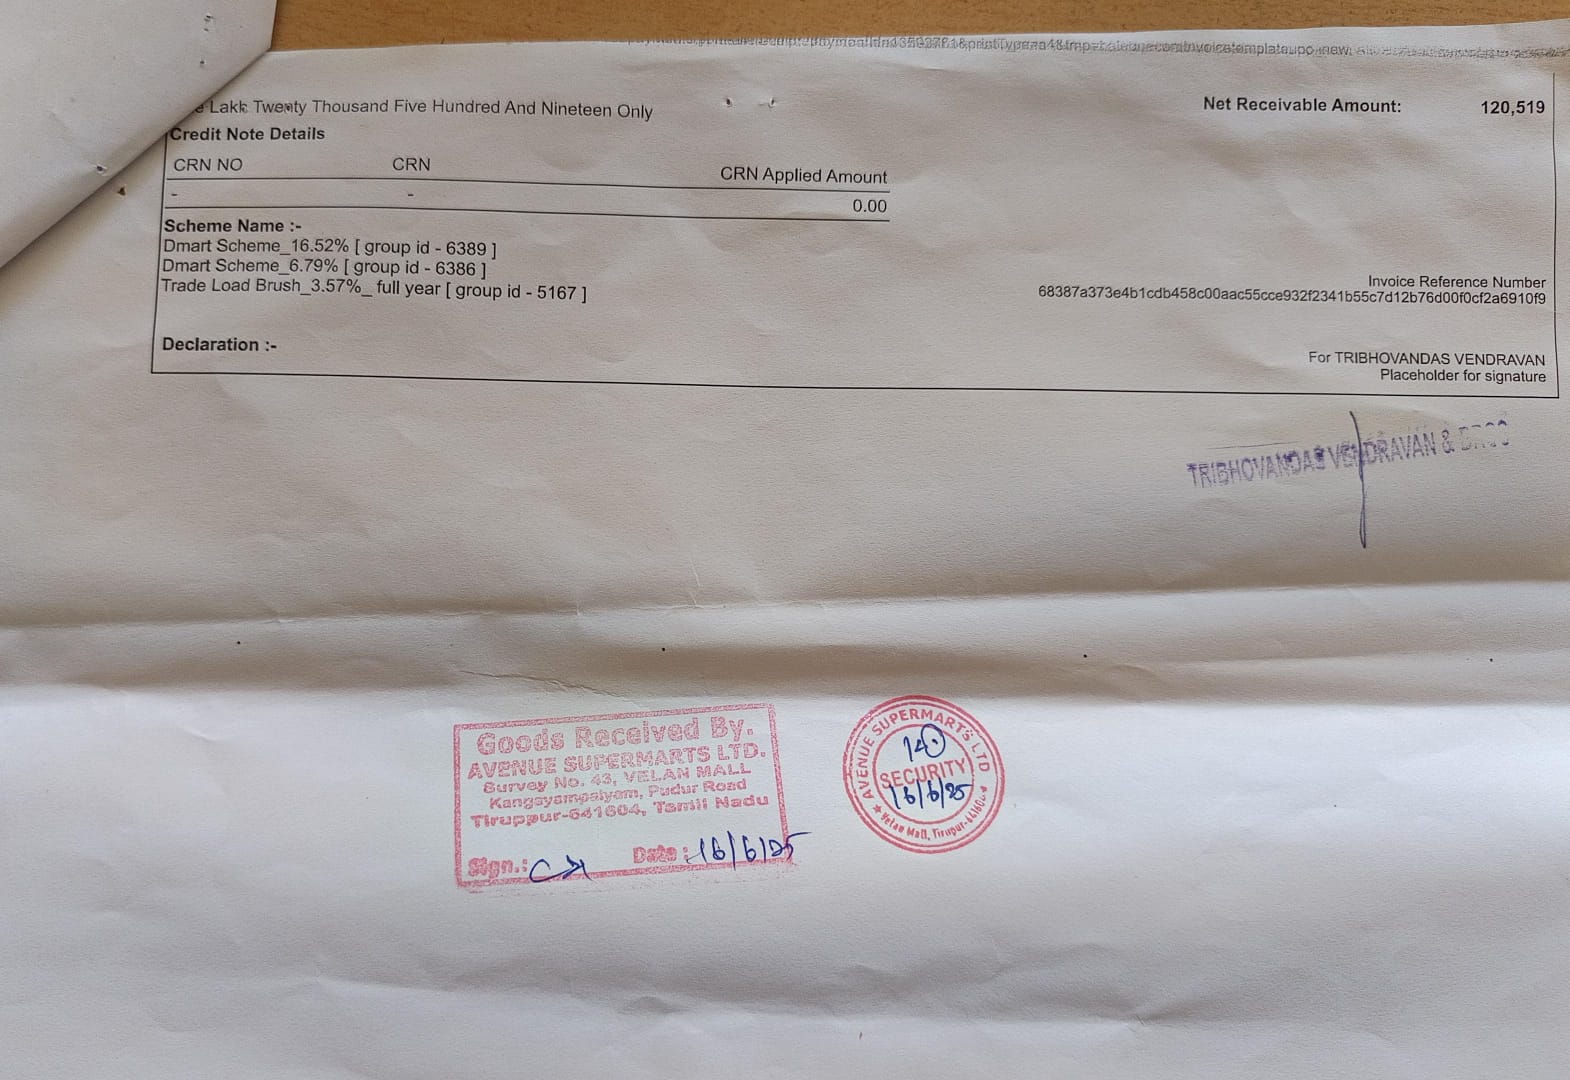 Lakh Twenty Thousand Five Hundred And Nineteen Only
Net Receivable Amount: 120,519
Credit Note Details
CRN NO CRN CRN Applied Amount
- - 0.00
Scheme Name :-
Dmart Scheme_16.52% [ group id - 6389 ]
Dmart Scheme_6.79% [ group id - 6386 ]
Trade Load Brush_3.57%_ full year [ group id - 5167 ]
Invoice Reference Number
68387a373e4b1cdb458c00aac55cce932f2341b55c7d12b76d00f0cf2a6910f9
Declaration :-
For TRIBHOVANDAS VENDRAVAN
Placeholder for signature
TRIBHOVANDAS VENDRAVAN &
Goods Received By.
AVENUE SUPERMARTS LTD.
Survey No. 43, VELAN MALL
Kangayampalyam, Pudur Road
Tiruppur-641604, Tamil Nadu
Sign.: Date : 16/6/25
AVENUE SUPERMARTS LTD
140
SECURITY
16/6/25
★ Velan Mall, Tirupur-641604 ★